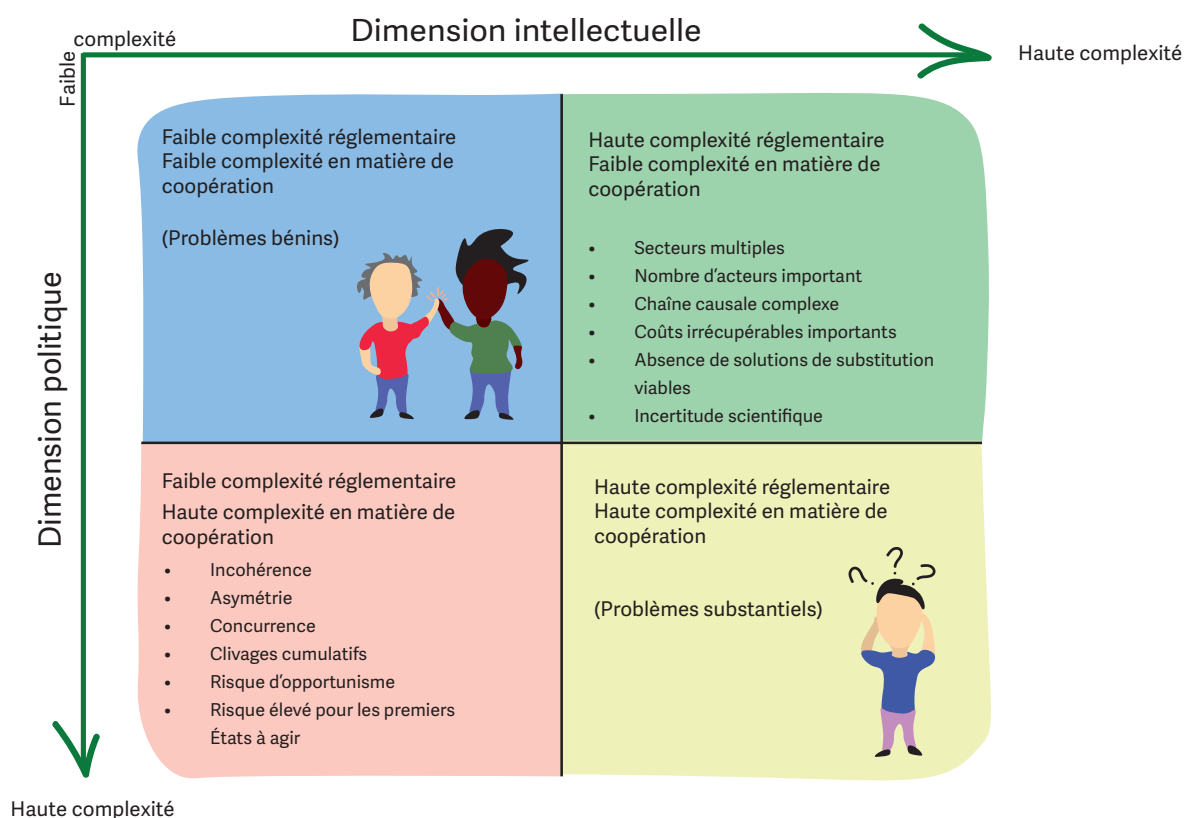 Dimension intellectuelle
complexité
Faible
Haute complexité
Dimension politique
Faible complexité réglementaire
Faible complexité en matière de
coopération
(Problèmes bénins)
Haute complexité réglementaire
Faible complexité en matière de
coopération
• Secteurs multiples
• Nombre d'acteurs important
• Chaîne causale complexe
• Coûts irrécupérables importants
• Absence de solutions de substitution
viables
• Incertitude scientifique
Faible complexité réglementaire
Haute complexité en matière de
coopération
• Incohérence
• Asymétrie
• Concurrence
• Clivages cumulatifs
• Risque d'opportunisme
• Risque élevé pour les premiers
États à agir
Haute complexité réglementaire
Haute complexité en matière de
coopération
? ? ?
(Problèmes substantiels)
Haute complexité